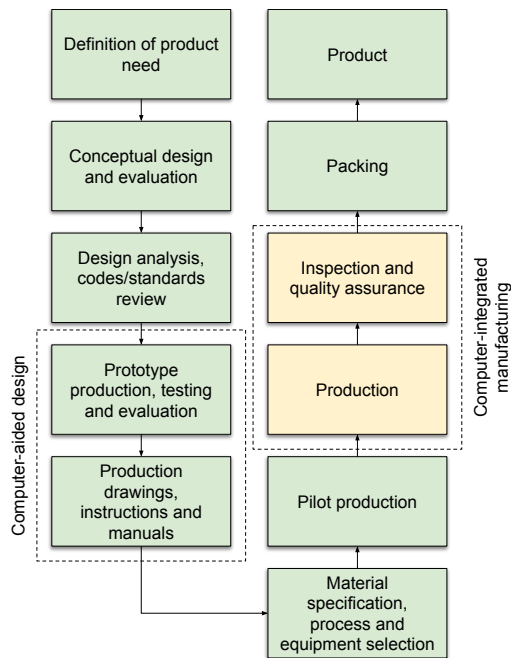 Definition of product
need
Conceptual design
and evaluation
Design analysis,
codes/standards
review
Computer-aided design
Prototype
production, testing
and evaluation
Production
drawings,
instructions and
manuals
Material
specification,
process and
equipment selection
Pilot production
Production
Inspection and
quality assurance
Computer-integrated
manufacturing
Packing
Product